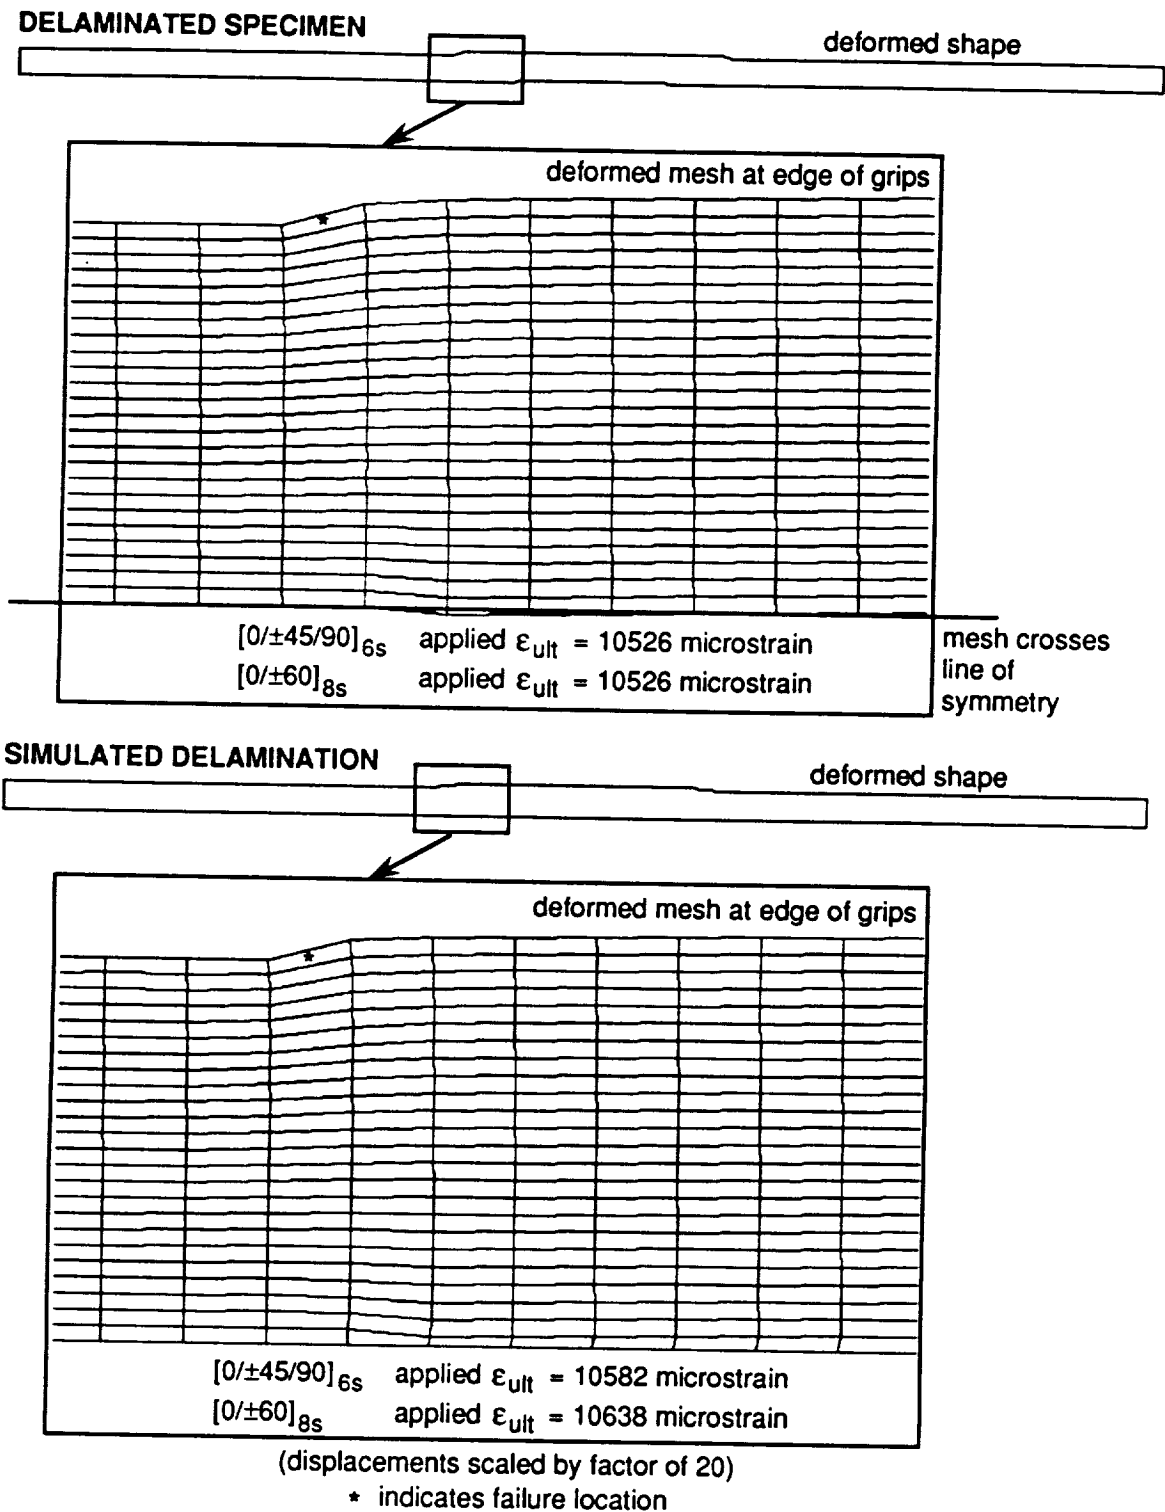 DELAMINATED SPECIMEN
deformed shape
deformed mesh at edge of grips
*
[0/±45/90]6s applied εult = 10526 microstrain
[0/±60]8s applied εult = 10526 microstrain
mesh crosses
line of
symmetry
SIMULATED DELAMINATION
deformed shape
deformed mesh at edge of grips
*
[0/±45/90]6s applied εult = 10582 microstrain
[0/±60]8s applied εult = 10638 microstrain
(displacements scaled by factor of 20)
* indicates failure location